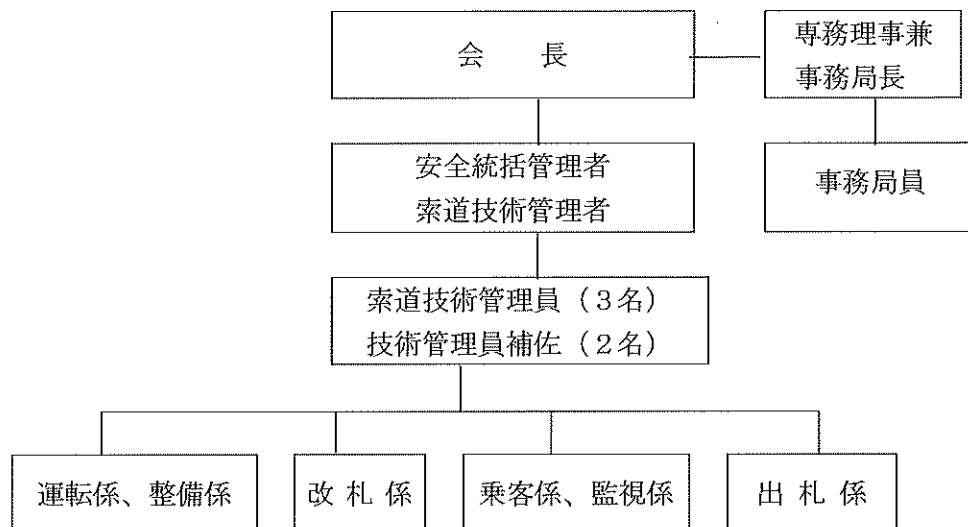 会　長
専務理事兼
事務局長
安全統括管理者
索道技術管理者
事務局員
索道技術管理員（３名）
技術管理員補佐（２名）
運転係、整備係
改 札 係
乗客係、監視係
出 札 係